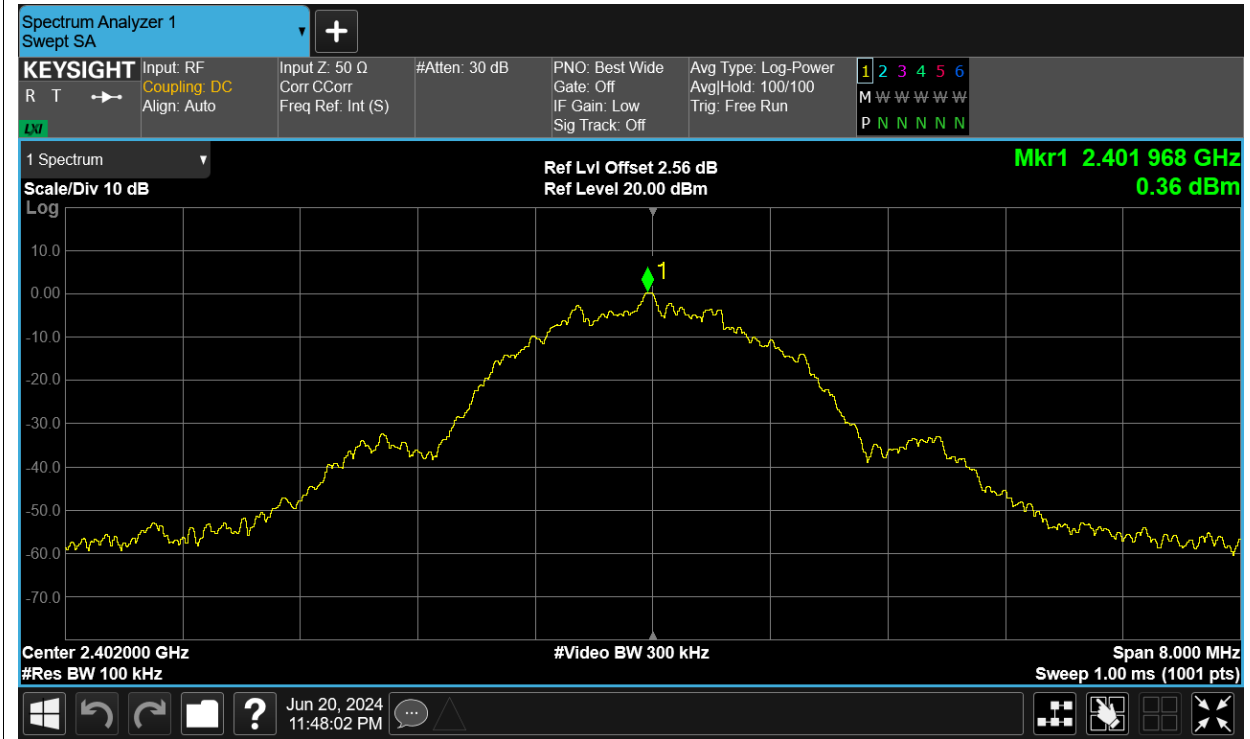 Spectrum Analyzer 1
Swept SA
+
KEYSIGHT
R T
LXI
Input: RF
Coupling: DC
Align: Auto
Input Z: 50 Ω
Corr CCorr
Freq Ref: Int (S)
#Atten: 30 dB
PNO: Best Wide
Gate: Off
IF Gain: Low
Sig Track: Off
Avg Type: Log-Power
Avg|Hold: 100/100
Trig: Free Run
1 2 3 4 5 6
M W W W W W W
P N N N N N N
1 Spectrum
Scale/Div 10 dB
Log
Ref Lvl Offset 2.56 dB
Ref Level 20.00 dBm
Mkr1 2.401 968 GHz
0.36 dBm
1
10.0
0.00
-10.0
-20.0
-30.0
-40.0
-50.0
-60.0
-70.0
Center 2.402000 GHz
#Res BW 100 kHz
#Video BW 300 kHz
Span 8.000 MHz
Sweep 1.00 ms (1001 pts)
?
Jun 20, 2024
11:48:02 PM